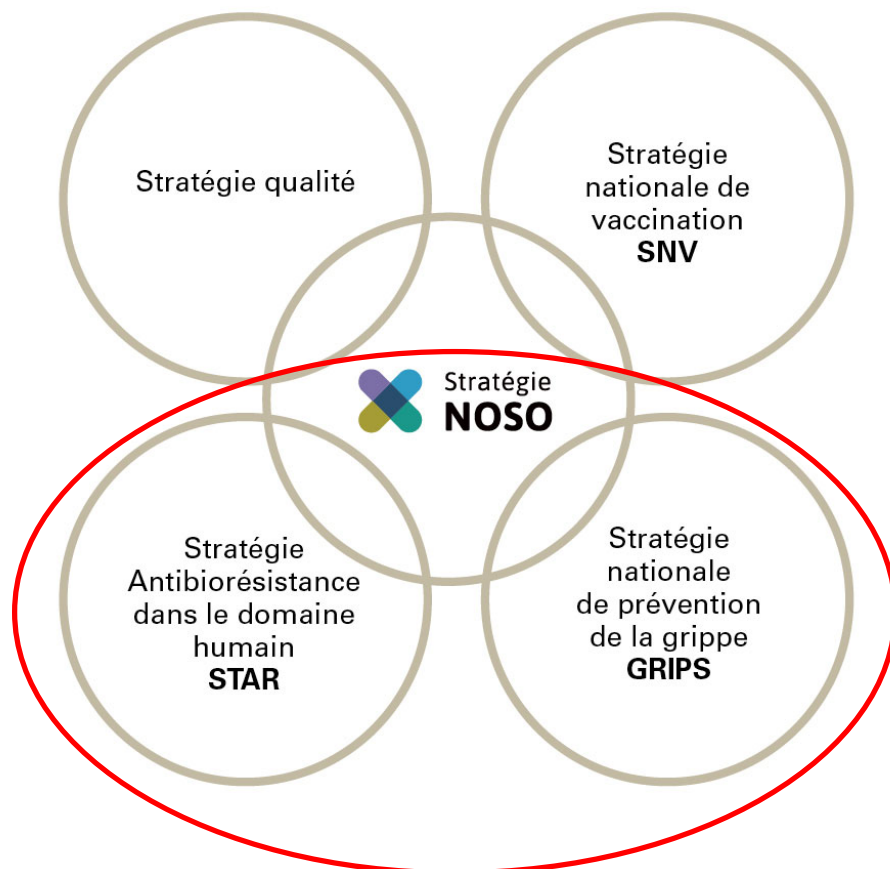 Stratégie qualité
Stratégie
nationale de
vaccination
SNV
Stratégie
NOSO
Stratégie
Antibiorésistance
dans le domaine
humain
STAR
Stratégie
nationale
de prévention
de la grippe
GRIPS